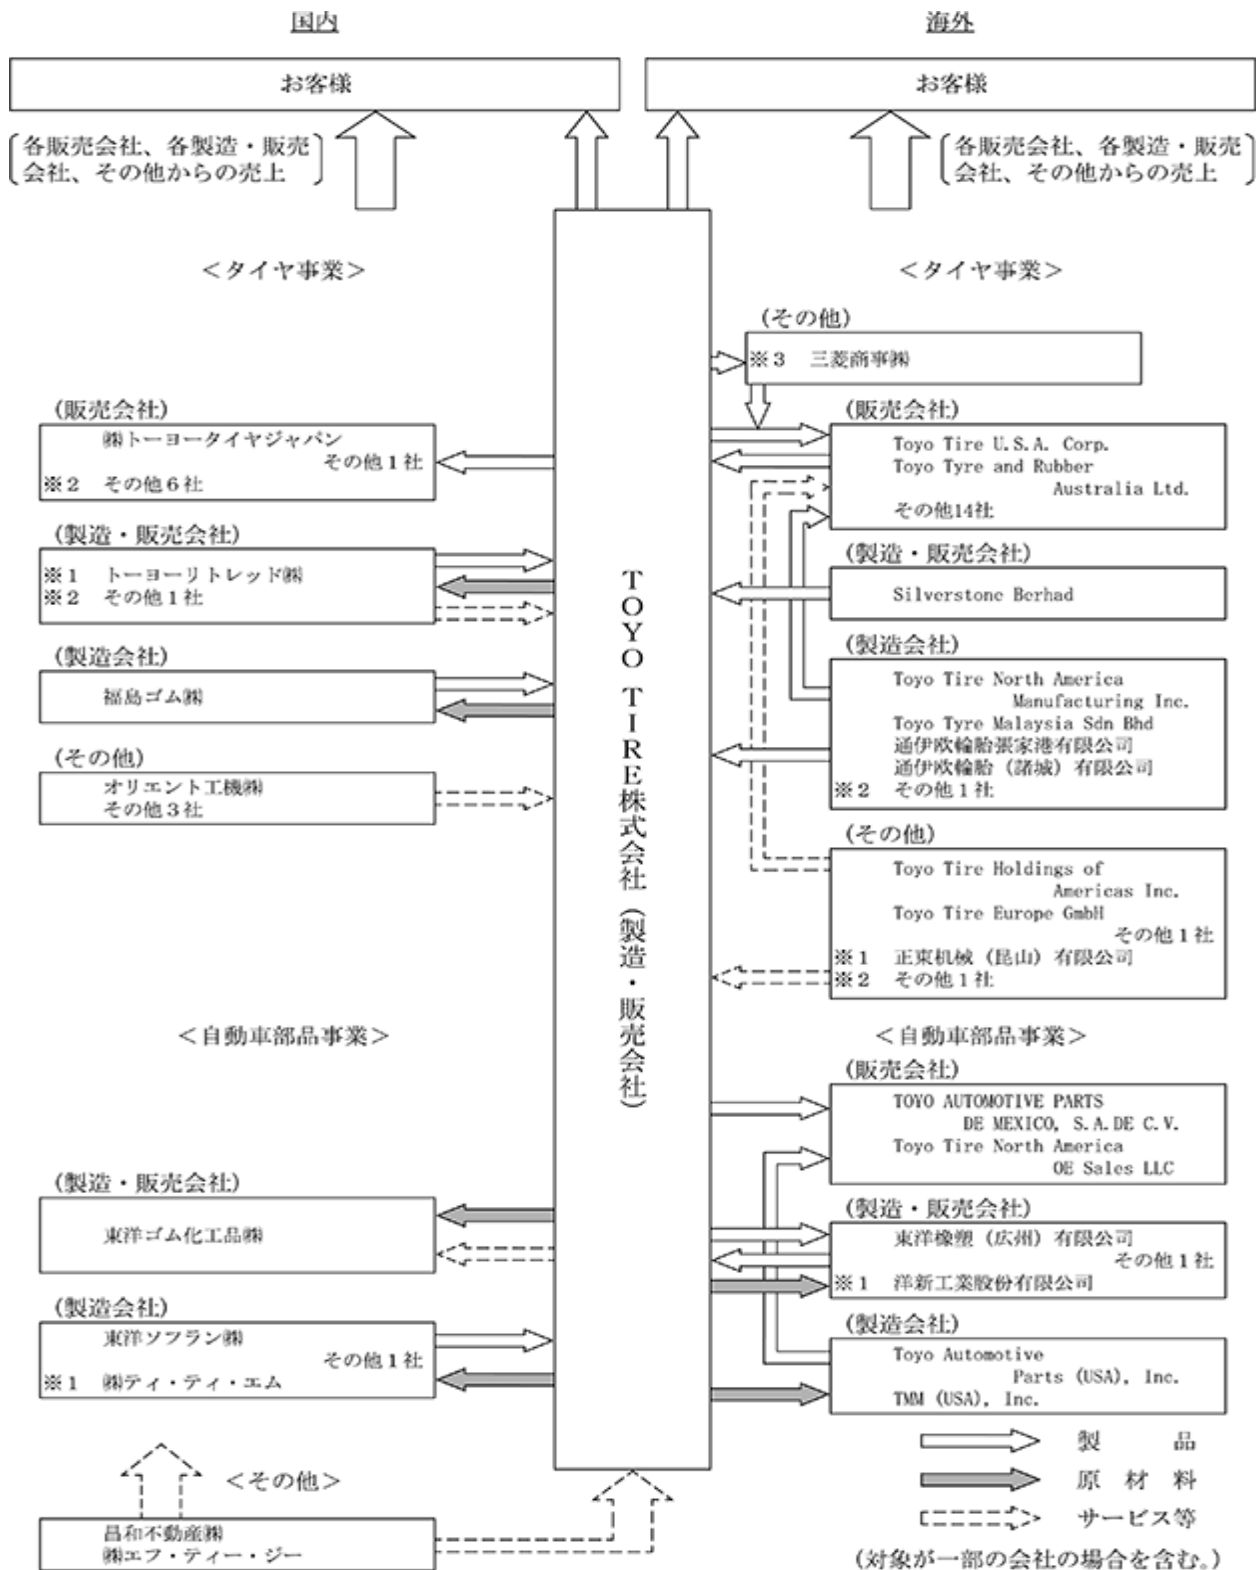 国内
お客様
各販売会社、各製造・販売
会社、その他からの売上
＜タイヤ事業＞
(販売会社)
㈱トーヨータイヤジャパン
その他１社
※２ その他６社
(製造・販売会社)
※１ トーヨーリトレッド㈱
※２ その他１社
(製造会社)
福島ゴム㈱
(その他)
オリエント工機㈱
その他３社
＜自動車部品事業＞
(製造・販売会社)
東洋ゴム化工品㈱
(製造会社)
東洋ソフラン㈱
その他１社
※１ ㈱ティ・ティ・エム
＜その他＞
昌和不動産㈱
㈱エフ・ティー・ジー
TOYO TIRE株式会社（製造・販売会社）
海外
お客様
各販売会社、各製造・販売
会社、その他からの売上
＜タイヤ事業＞
(その他)
※３ 三菱商事㈱
(販売会社)
Toyo Tire U.S.A. Corp.
Toyo Tyre and Rubber
Australia Ltd.
その他14社
(製造・販売会社)
Silverstone Berhad
(製造会社)
Toyo Tire North America
Manufacturing Inc.
Toyo Tyre Malaysia Sdn Bhd
通伊欧輪胎張家港有限公司
通伊欧輪胎（諸城）有限公司
※２ その他１社
(その他)
Toyo Tire Holdings of
Americas Inc.
Toyo Tire Europe GmbH
その他１社
※１ 正東机械（昆山）有限公司
※２ その他１社
＜自動車部品事業＞
(販売会社)
TOYO AUTOMOTIVE PARTS
DE MEXICO, S.A.DE C.V.
Toyo Tire North America
OE Sales LLC
(製造・販売会社)
東洋橡塑（広州）有限公司
その他１社
※１ 洋新工業股份有限公司
(製造会社)
Toyo Automotive
Parts (USA), Inc.
TMM (USA), Inc.
製品
原材料
サービス等
(対象が一部の会社の場合を含む。)